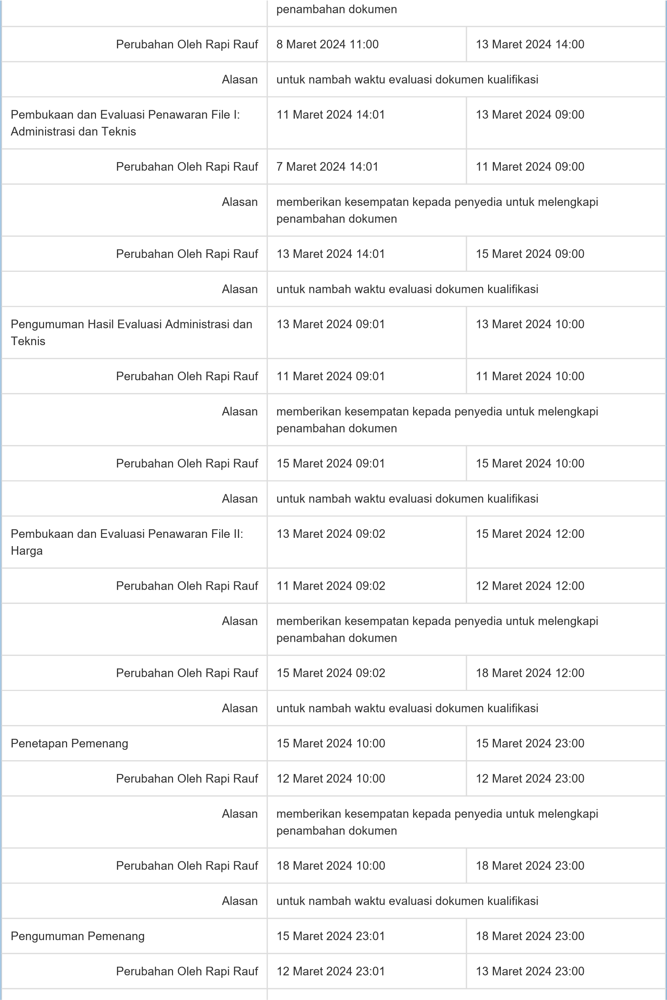 penambahan dokumen
Perubahan Oleh Rapi Rauf 8 Maret 2024 11:00 13 Maret 2024 14:00
Alasan untuk nambah waktu evaluasi dokumen kualifikasi
Pembukaan dan Evaluasi Penawaran File I: 11 Maret 2024 14:01 13 Maret 2024 09:00
Administrasi dan Teknis
Perubahan Oleh Rapi Rauf 7 Maret 2024 14:01 11 Maret 2024 09:00
Alasan memberikan kesempatan kepada penyedia untuk melengkapi
penambahan dokumen
Perubahan Oleh Rapi Rauf 13 Maret 2024 14:01 15 Maret 2024 09:00
Alasan untuk nambah waktu evaluasi dokumen kualifikasi
Pengumuman Hasil Evaluasi Administrasi dan 13 Maret 2024 09:01 13 Maret 2024 10:00
Teknis
Perubahan Oleh Rapi Rauf 11 Maret 2024 09:01 11 Maret 2024 10:00
Alasan memberikan kesempatan kepada penyedia untuk melengkapi
penambahan dokumen
Perubahan Oleh Rapi Rauf 15 Maret 2024 09:01 15 Maret 2024 10:00
Alasan untuk nambah waktu evaluasi dokumen kualifikasi
Pembukaan dan Evaluasi Penawaran File II: 13 Maret 2024 09:02 15 Maret 2024 12:00
Harga
Perubahan Oleh Rapi Rauf 11 Maret 2024 09:02 12 Maret 2024 12:00
Alasan memberikan kesempatan kepada penyedia untuk melengkapi
penambahan dokumen
Perubahan Oleh Rapi Rauf 15 Maret 2024 09:02 18 Maret 2024 12:00
Alasan untuk nambah waktu evaluasi dokumen kualifikasi
Penetapan Pemenang 15 Maret 2024 10:00 15 Maret 2024 23:00
Perubahan Oleh Rapi Rauf 12 Maret 2024 10:00 12 Maret 2024 23:00
Alasan memberikan kesempatan kepada penyedia untuk melengkapi
penambahan dokumen
Perubahan Oleh Rapi Rauf 18 Maret 2024 10:00 18 Maret 2024 23:00
Alasan untuk nambah waktu evaluasi dokumen kualifikasi
Pengumuman Pemenang 15 Maret 2024 23:01 18 Maret 2024 23:00
Perubahan Oleh Rapi Rauf 12 Maret 2024 23:01 13 Maret 2024 23:00